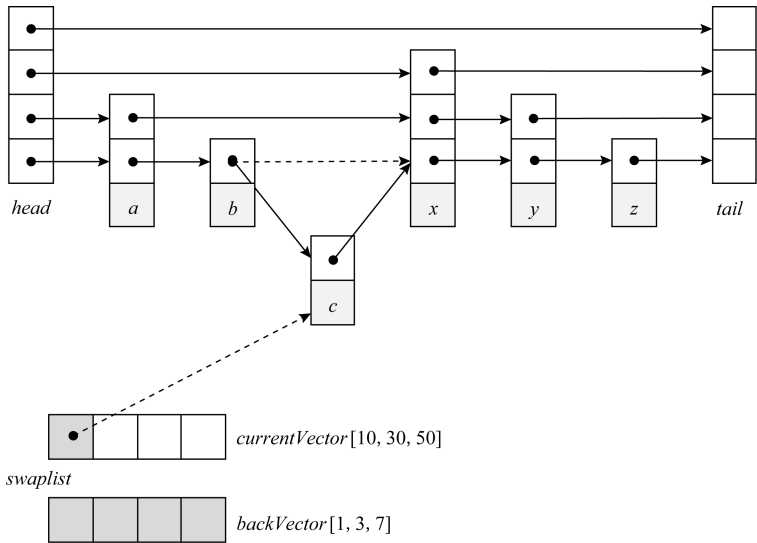 head a b x y z tail
c
currentVector [10, 30, 50]
swaplist
backVector [1, 3, 7]